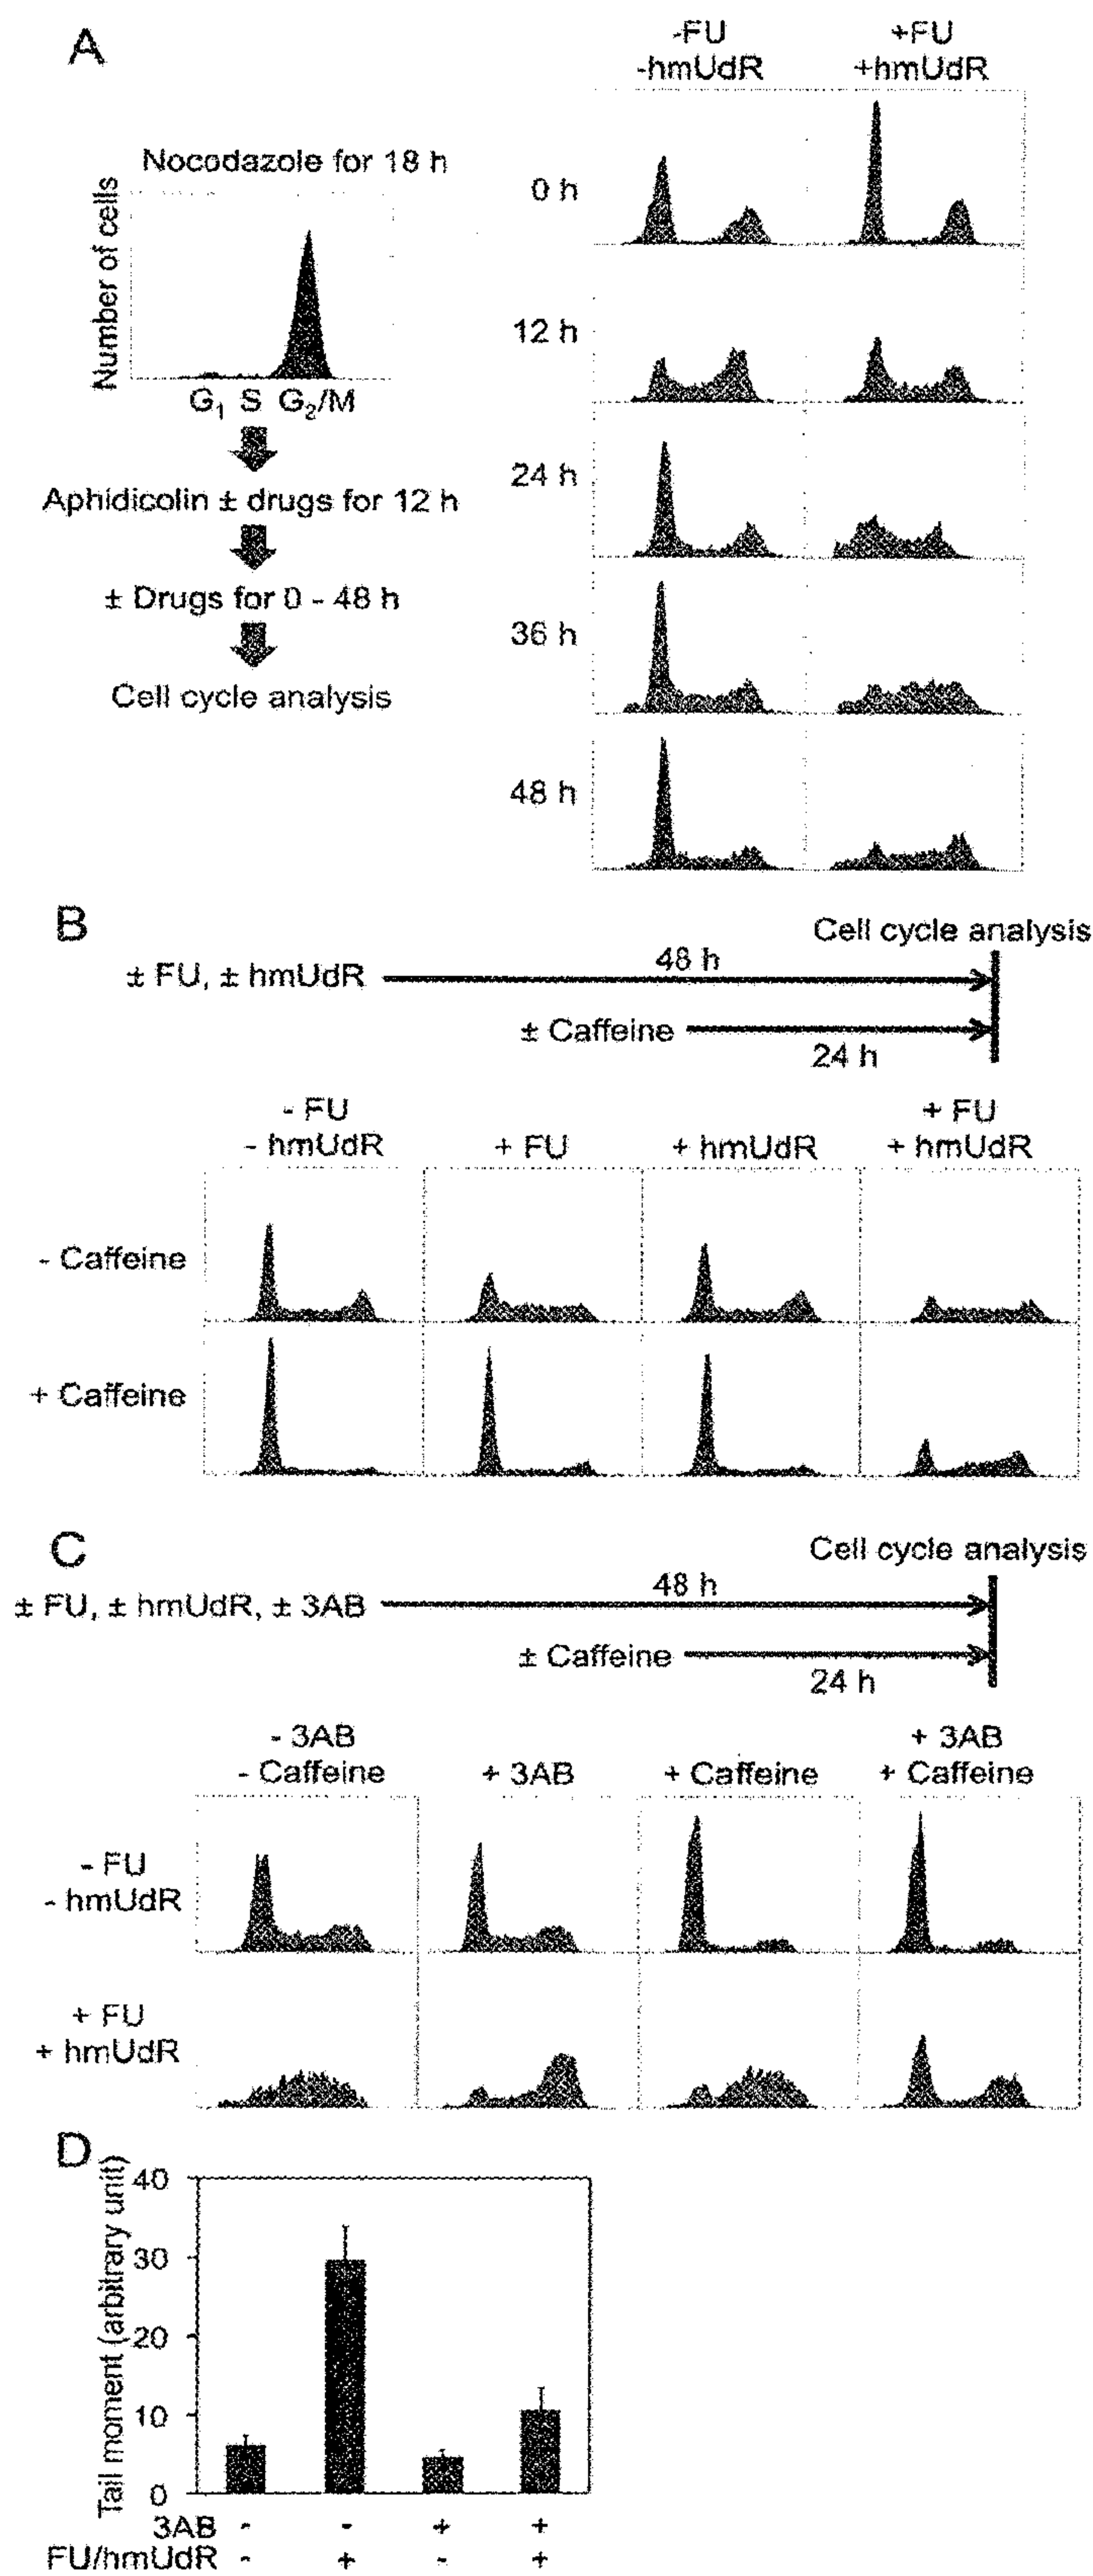 A
-FU
-hmUdR
+FU
+hmUdR
Nocodazole for 18 h
Number of cells
G₁ S G₂/M
Aphidicolin ± drugs for 12 h
± Drugs for 0 - 48 h
Cell cycle analysis
0 h
12 h
24 h
36 h
48 h
B
Cell cycle analysis
± FU, ± hmUdR
48 h
± Caffeine
24 h
- FU
- hmUdR
+ FU
+ hmUdR
+ FU
+ hmUdR
- Caffeine
+ Caffeine
C
Cell cycle analysis
± FU, ± hmUdR, ± 3AB
48 h
± Caffeine
24 h
- 3AB
- Caffeine
+ 3AB
+ Caffeine
+ 3AB
+ Caffeine
- FU
- hmUdR
+ FU
+ hmUdR
D
Tail moment (arbitrary unit)
40
30
20
10
0
3AB - - + +
FU/hmUdR - + - +